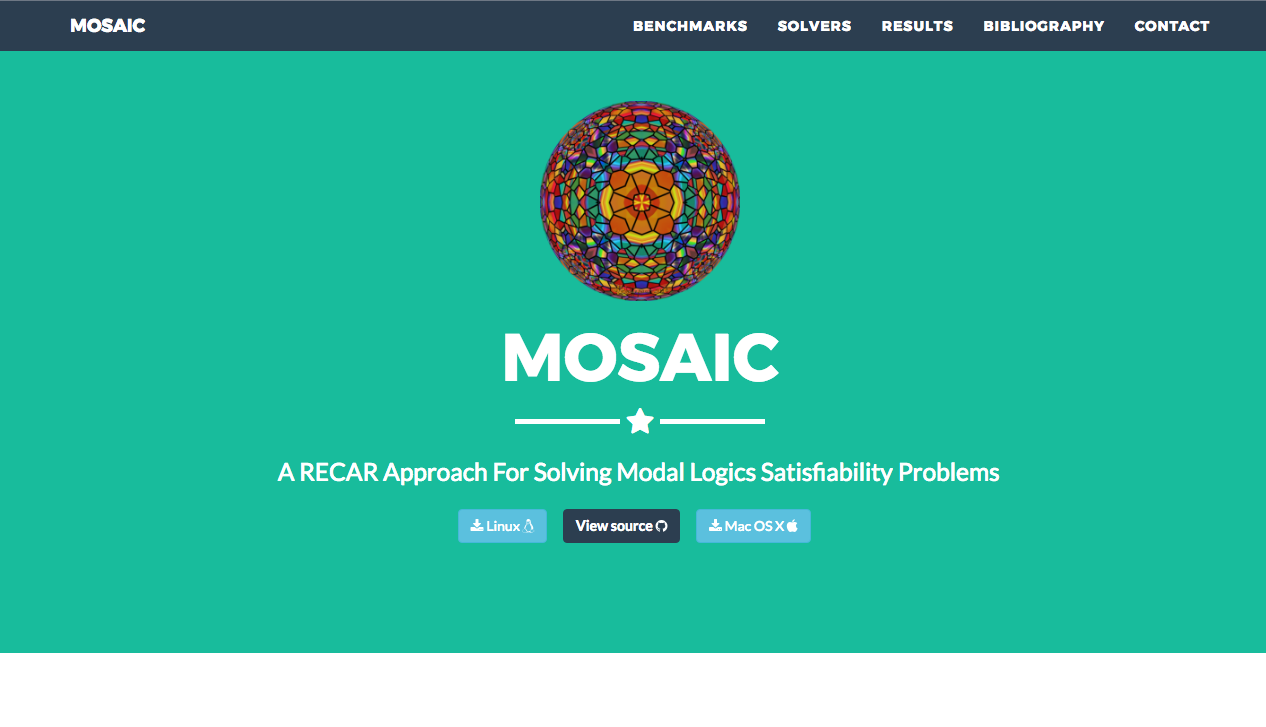 MOSAIC
BENCHMARKS SOLVERS RESULTS BIBLIOGRAPHY CONTACT
MOSAIC
A RECAR Approach For Solving Modal Logics Satisfiability Problems
Linux View source Mac OS X